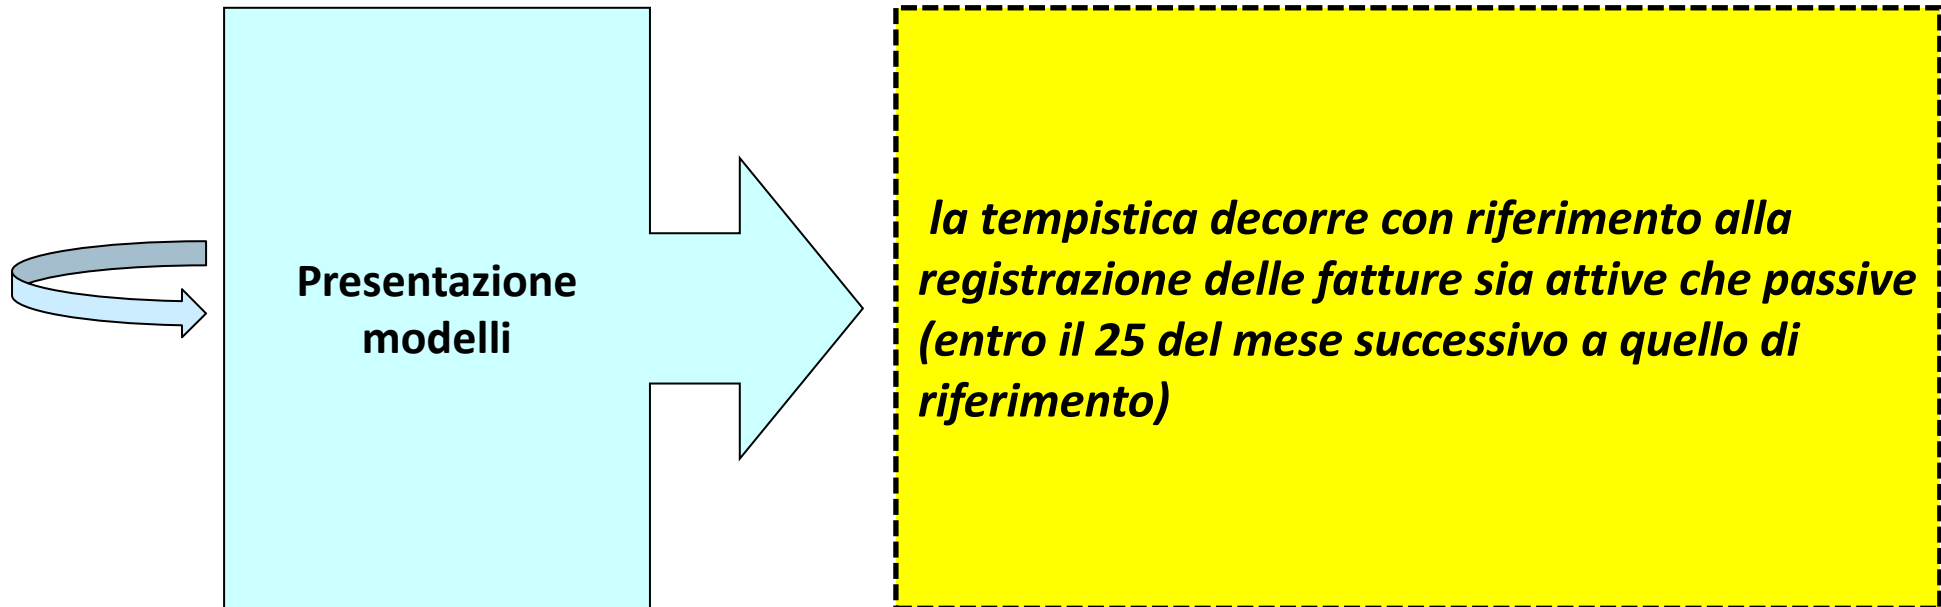 Presentazione
modelli
la tempistica decorre con riferimento alla
registrazione delle fatture sia attive che passive
(entro il 25 del mese successivo a quello di
riferimento)